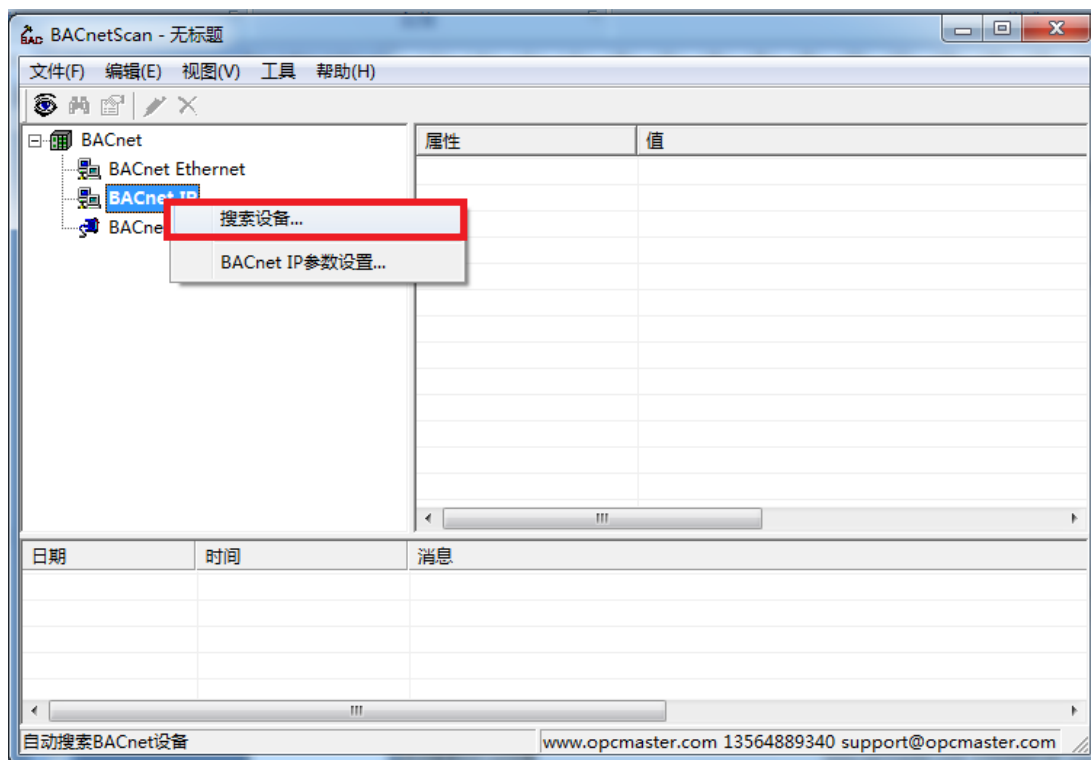 BACnetScan - 无标题
文件(F) 编辑(E) 视图(V) 工具 帮助(H)
BACnet
BACnet Ethernet
BACnet IP
搜索设备...
BACnet IP参数设置...
属性 值
日期 时间 消息
自动搜索BACnet设备
www.opcmaster.com 13564889340 support@opcmaster.com